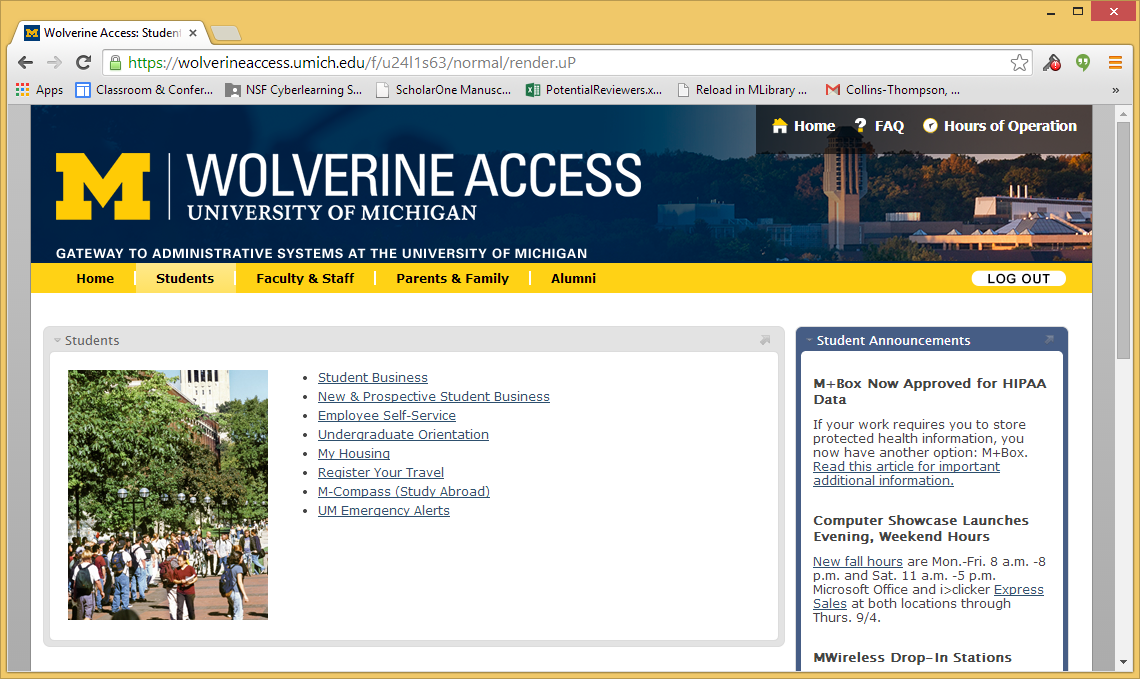 Wolverine Access: Student
https://wolverineaccess.umich.edu/f/u24l1s63/normal/render.uP
Apps Classroom & Confer... NSF Cyberlearning S... ScholarOne Manusc... PotentialReviewers.x... Reload in MLibrary ... Collins-Thompson, ... »
Home ? FAQ Hours of Operation
M WOLVERINE ACCESS
UNIVERSITY OF MICHIGAN
GATEWAY TO ADMINISTRATIVE SYSTEMS AT THE UNIVERSITY OF MICHIGAN
Home Students Faculty & Staff Parents & Family Alumni LOG OUT
Students
Student Business
New & Prospective Student Business
Employee Self-Service
Undergraduate Orientation
My Housing
Register Your Travel
M-Compass (Study Abroad)
UM Emergency Alerts
Student Announcements
M+Box Now Approved for HIPAA
Data
If your work requires you to store
protected health information, you
now have another option: M+Box.
Read this article for important
additional information.
Computer Showcase Launches
Evening, Weekend Hours
New fall hours are Mon.-Fri. 8 a.m. -8
p.m. and Sat. 11 a.m. -5 p.m.
Microsoft Office and i>clicker Express
Sales at both locations through
Thurs. 9/4.
MWireless Drop-In Stations